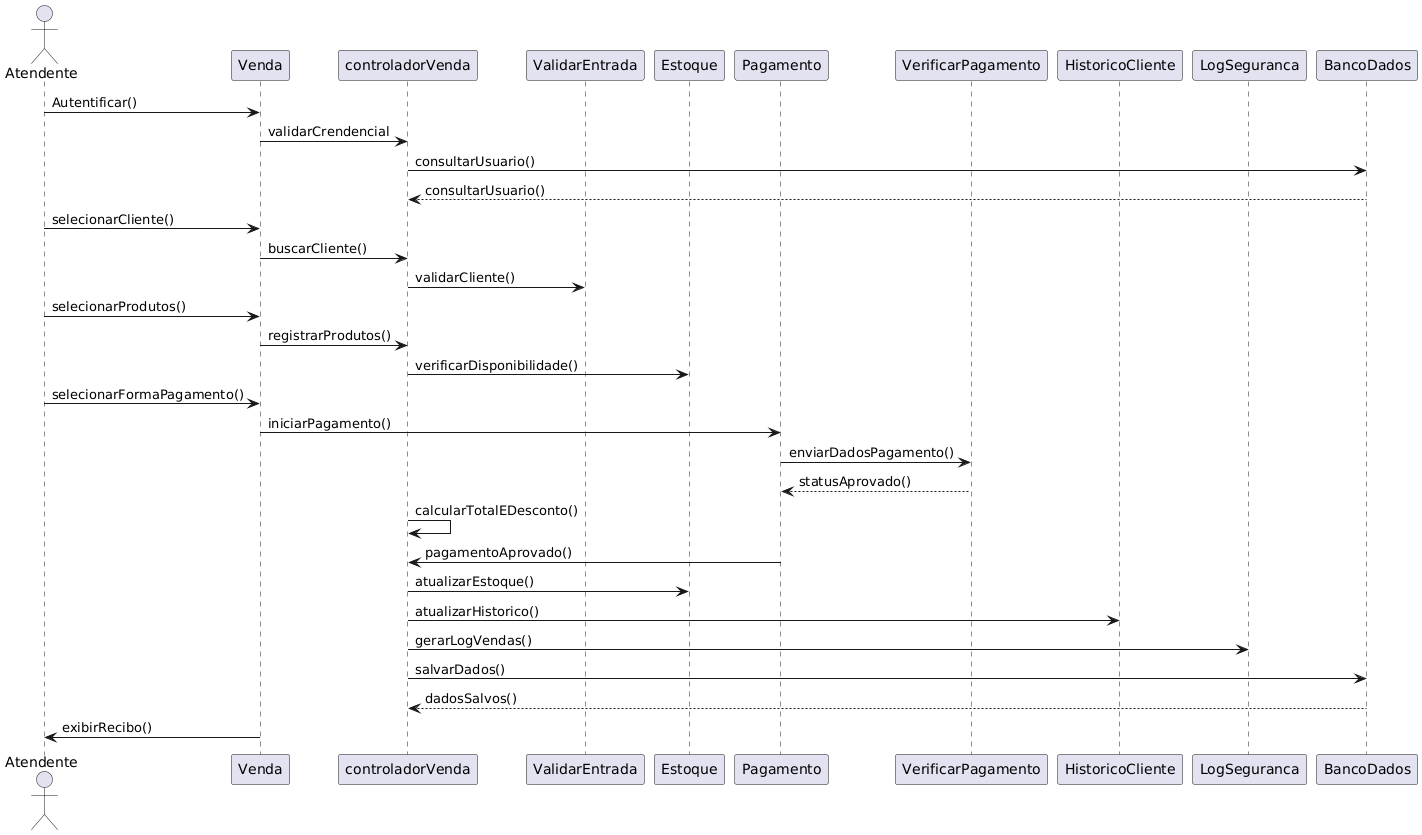 Atendente
Venda
controladorVenda
ValidarEntrada
Estoque
Pagamento
VerificarPagamento
HistoricoCliente
LogSeguranca
BancoDados
Autentificar()
validarCrendencial
consultarUsuario()
consultarUsuario()
selecionarCliente()
buscarCliente()
validarCliente()
selecionarProdutos()
registrarProdutos()
verificarDisponibilidade()
selecionarFormaPagamento()
iniciarPagamento()
enviarDadosPagamento()
statusAprovado()
calcularTotalEDesconto()
pagamentoAprovado()
atualizarEstoque()
atualizarHistorico()
gerarLogVendas()
salvarDados()
dadosSalvos()
exibirRecibo()
Atendente
Venda
controladorVenda
ValidarEntrada
Estoque
Pagamento
VerificarPagamento
HistoricoCliente
LogSeguranca
BancoDados